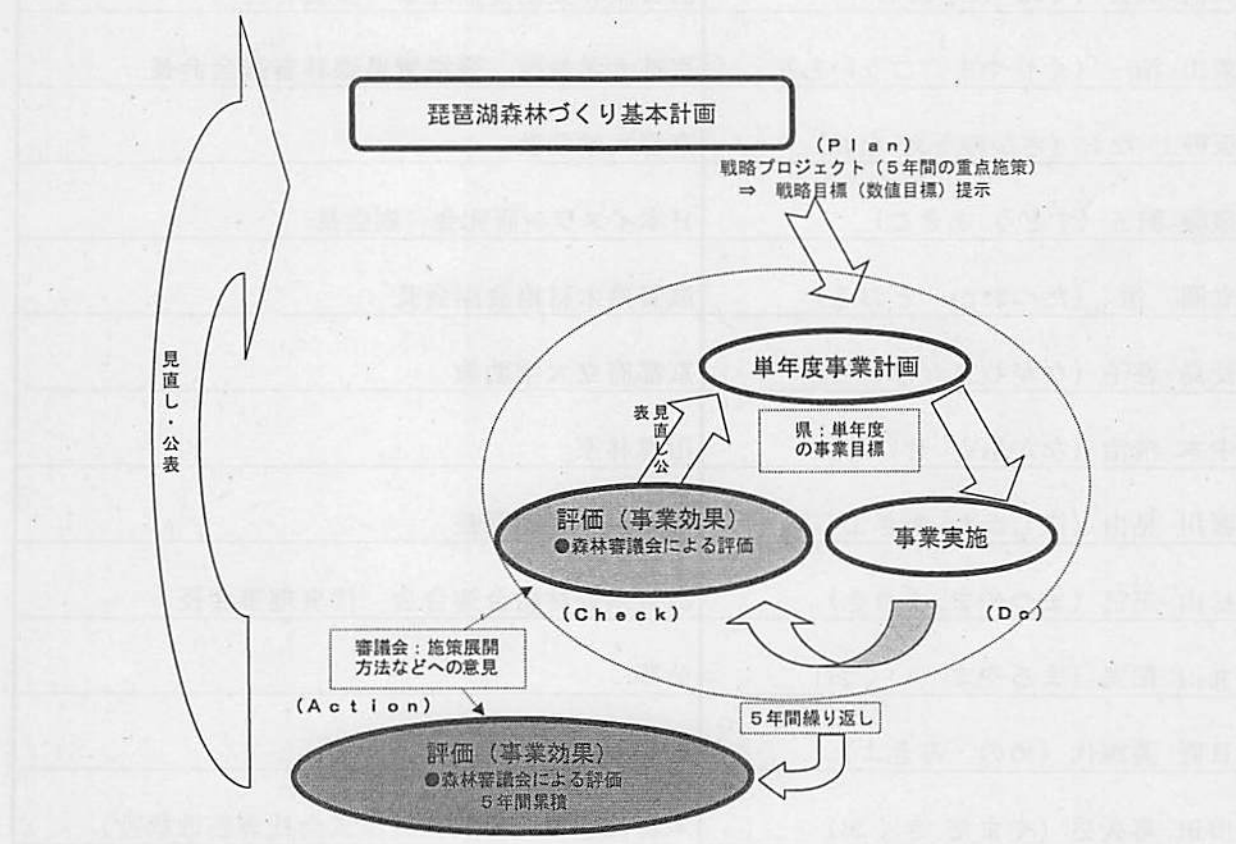 琵琶湖森林づくり基本計画
(Plan)
戦略プロジェクト(5年間の重点施策)
⇒ 戦略目標(数値目標)提示
単年度事業計画
見直し公表
県:単年度
の事業目標
評価(事業効果)
●森林審議会による評価
事業実施
(Check)
(Do)
見直し・公表
審議会:施策展開
方法などへの意見
(Action)
5年間繰り返し
評価(事業効果)
●森林審議会による評価
5年間累積